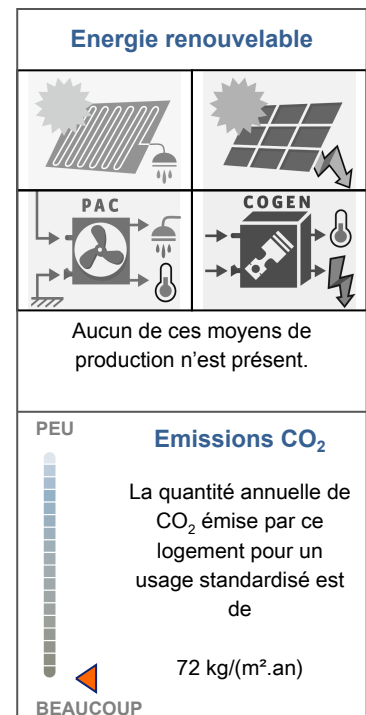 Energie renouvelable
PAC
COGEN
Aucun de ces moyens de
production n'est présent.
PEU
Emissions CO₂
La quantité annuelle de
CO₂ émise par ce
logement pour un
usage standardisé est
de
72 kg/(m².an)
BEAUCOUP